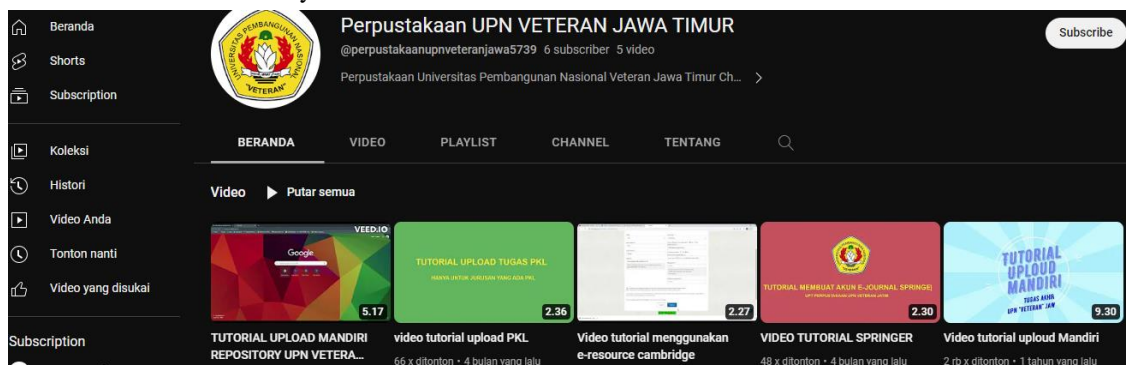 Beranda
Shorts
Subscription
Koleksi
Histori
Video Anda
Tonton nanti
Video yang disukai
Subscription
UNIVERSITAS PEMBANGUNAN NASIONAL
"VETERAN"
Perpustakaan UPN VETERAN JAWA TIMUR
@perpustakaanupnveteranjawa5739 6 subscriber 5 video
Perpustakaan Universitas Pembangunan Nasional Veteran Jawa Timur Ch...
Subscribe
BERANDA VIDEO PLAYLIST CHANNEL TENTANG
Video Putar semua
VEED.IO
Google
5.17
TUTORIAL UPLOAD MANDIRI
REPOSITORY UPN VETERA...
TUTORIAL UPLOAD TUGAS PKL
HANYA UNTUK JURUSAN YANG ADA PKL
2.36
video tutorial upload PKL
66 x ditonton • 4 bulan yang lalu
2.27
Video tutorial menggunakan
e-resource cambridge
TUTORIAL MEMBUAT AKUN E-JOURNAL SPRINGE
2.30
VIDEO TUTORIAL SPRINGER
48 x ditonton • 4 bulan yang lalu
TUTORIAL
UPLOUD
MANDIRI
TUGAS AKHIR
UPN "VETERAN" JAW
9.30
Video tutorial uploud Mandiri
2 rb x ditonton • 1 tahun yang lalu